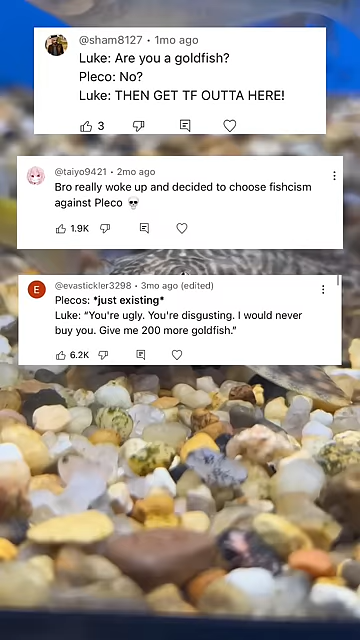 @sham8127 • 1mo ago
Luke: Are you a goldfish?
Pleco: No?
Luke: THEN GET TF OUTTA HERE!
3
@taiyo9421 • 2mo ago
Bro really woke up and decided to choose fishcism
against Pleco 💀
1.9K
E
@evastickler3298 • 3mo ago (edited)
Plecos: *just existing*
Luke: “You're ugly. You're disgusting. I would never
buy you. Give me 200 more goldfish.”
6.2K